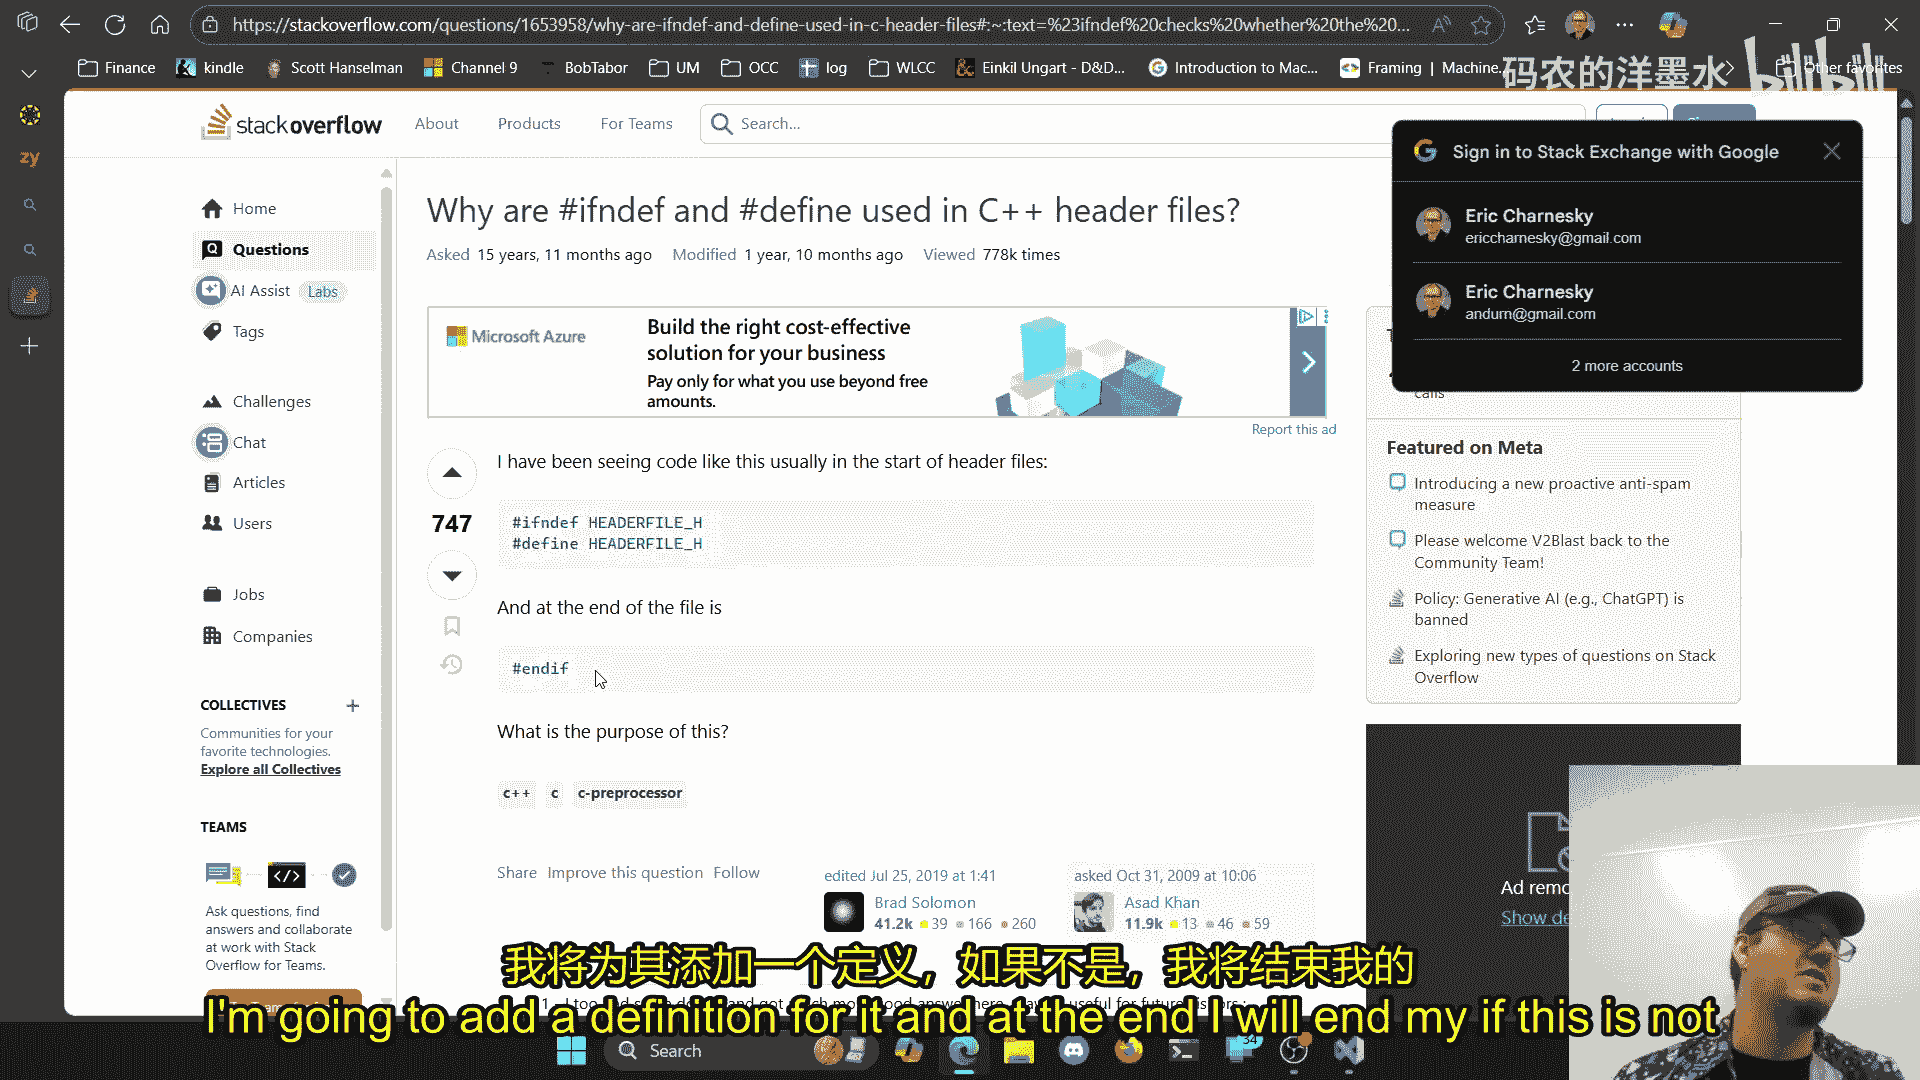 https://stackoverflow.com/questions/1653958/why-are-ifndef-and-define-used-in-c-header-files#:~:text=%23ifndef%20checks%20whether%20the%20...
Finance
kindle
Scott Hanselman
Channel 9
BobTabor
UM
OCC
log
WLCC
Einkil Ungart - D&D...
Introduction to Mac...
Framing | Machine...
Other favorites
码农的洋墨水 bilibili
zy
stackoverflow
About
Products
For Teams
Search...
Sign in to Stack Exchange with Google
Eric Charnesky
ericcharnesky@gmail.com
Eric Charnesky
andurn@gmail.com
2 more accounts
Home
Questions
AI Assist Labs
Tags
Challenges
Chat
Articles
Users
Jobs
Companies
COLLECTIVES
Communities for your
favorite technologies.
Explore all Collectives
TEAMS
Ask questions, find
answers and collaborate
at work with Stack
Overflow for Teams.
Why are #ifndef and #define used in C++ header files?
Asked 15 years, 11 months ago Modified 1 year, 10 months ago Viewed 778k times
Microsoft Azure
Build the right cost-effective
solution for your business
Pay only for what you use beyond free
amounts.
Report this ad
I have been seeing code like this usually in the start of header files:
747
#ifndef HEADERFILE_H
#define HEADERFILE_H
And at the end of the file is
#endif
What is the purpose of this?
c++ c c-preprocessor
Share Improve this question Follow
edited Jul 25, 2019 at 1:41
Brad Solomon
41.2k 39 166 260
asked Oct 31, 2009 at 10:06
Asad Khan
11.9k 13 46 59
calls
Featured on Meta
Introducing a new proactive anti-spam
measure
Please welcome V2Blast back to the
Community Team!
Policy: Generative AI (e.g., ChatGPT) is
banned
Exploring new types of questions on Stack
Overflow
Ad remo
Show de
我将为其添加一个定义，如果不是，我将结束我的
I'm going to add a definition for it and at the end I will end my if this is not
Search
34